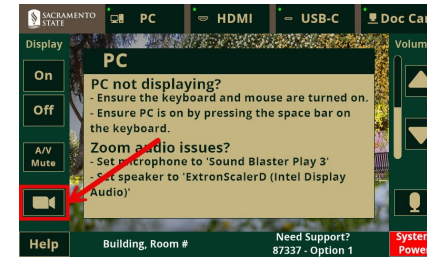 SACRAMENTO
STATE
PC
HDMI
USB-C
Doc Ca
Display
Volum
On
Off
A/V
Mute
PC
PC not displaying?
- Ensure the keyboard and mouse are turned on.
- Ensure PC is on by pressing the space bar on
the keyboard.
Zoom audio issues?
- Set microphone to 'Sound Blaster Play 3'
- Set speaker to 'ExtronScalerD (Intel Display
Audio)'
Help
Building, Room #
Need Support?
87337 - Option 1
System
Power